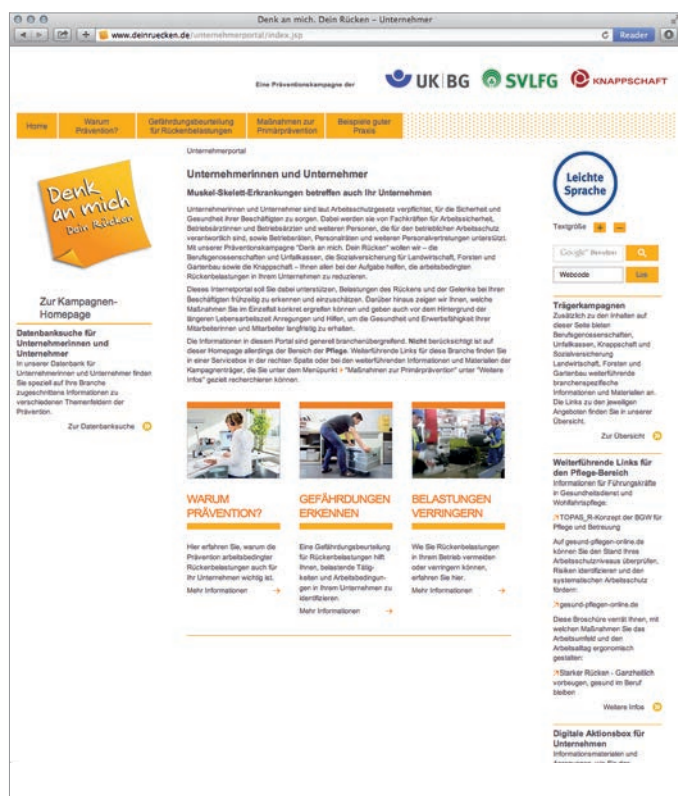 Denk an mich. Dein Rücken – Unternehmer
www.deinruecken.de/unternehmerportal/index.jsp
Reader
Eine Präventionskampagne der
UK|BG
SVLFG
KNAPPSCHAFT
Home
Warum
Prävention?
Gefährdungsbeurteilung
für Rückenbelastungen
Maßnahmen zur
Primärprävention
Beispiele guter
Praxis
Denk
an mich
Dein Rücken
Zur Kampagnen-
Homepage
Datenbanksuche für
Unternehmerinnen und
Unternehmer
In unserer Datenbank für
Unternehmerinnen und Unternehmer finden
Sie speziell auf Ihre Branche
zugeschnittene Informationen zu
verschiedenen Themenfeldern der
Prävention.
Zur Datenbanksuche
Unternehmerportal
Unternehmerinnen und Unternehmer
Muskel-Skelett-Erkrankungen betreffen auch Ihr Unternehmen
Unternehmerinnen und Unternehmer sind laut Arbeitsschutzgesetz verpflichtet, für die Sicherheit und
Gesundheit ihrer Beschäftigten zu sorgen. Dabei werden sie von Fachkräften für Arbeitssicherheit,
Betriebsärztinnen und Betriebsärzten und weiteren Personen, die für den betrieblichen Arbeitsschutz
verantwortlich sind, sowie Betriebsräten, Personalräten und weiteren Personalvertretungen unterstützt.
Mit unserer Präventionskampagne "Denk an mich. Dein Rücken" wollen wir – die
Berufsgenossenschaften und Unfallkassen, die Sozialversicherung für Landwirtschaft, Forsten und
Gartenbau sowie die Knappschaft – Ihnen allen bei der Aufgabe helfen, die arbeitsbedingten
Rückenbelastungen in Ihrem Unternehmen zu reduzieren.
Dieses Internetportal soll Sie dabei unterstützen, Belastungen des Rückens und der Gelenke bei Ihren
Beschäftigten frühzeitig zu erkennen und einzuschätzen. Darüber hinaus zeigen wir Ihnen, welche
Maßnahmen Sie im Einzelfall konkret ergreifen können und geben auch vor dem Hintergrund der
längeren Lebensarbeitszeit Anregungen und Hilfen, um die Gesundheit und Erwerbsfähigkeit Ihrer
Mitarbeiterinnen und Mitarbeiter langfristig zu erhalten.
Die Informationen in diesem Portal sind generell branchenübergreifend. Nicht berücksichtigt ist auf
dieser Homepage allerdings der Bereich der Pflege. Weiterführende Links für diese Branche finden Sie
in einer Servicebox in der rechten Spalte oder bei den weiterführenden Informationen und Materialien der
Kampagnenträger, die Sie unter dem Menüpunkt "Maßnahmen zur Primärprävention" unter "Weitere
Infos" gezielt recherchieren können.
WARUM
PRÄVENTION?
Hier erfahren Sie, warum die
Prävention arbeitsbedingter
Rückenbelastungen auch für
Ihr Unternehmen wichtig ist.
Mehr Informationen →
GEFÄHRDUNGEN
ERKENNEN
Eine Gefährdungsbeurteilung
für Rückenbelastungen hilft
Ihnen, belastende Tätig-
keiten und Arbeitsbedingun-
gen in Ihrem Unternehmen zu
identifizieren.
Mehr Informationen →
BELASTUNGEN
VERRINGERN
Wie Sie Rückenbelastungen
in Ihrem Betrieb vermeiden
oder verringern können,
erfahren Sie hier.
Mehr Informationen →
Leichte
Sprache
Textgröße + −
Google Benutzer
Webcode
Los
Trägerkampagnen
Zusätzlich zu den Inhalten auf
dieser Seite bieten
Berufsgenossenschaften,
Unfallkassen, Knappschaft und
Sozialversicherung
Landwirtschaft, Forsten und
Gartenbau weiterführende
branchenspezifische
Informationen und Materialien an.
Die Links zu den jeweiligen
Angeboten finden Sie in unserer
Übersicht.
Zur Übersicht
Weiterführende Links für
den Pflege-Bereich
Informationen für Führungskräfte
in Gesundheitsdienst und
Wohlfahrtspflege:
TOPAS_R-Konzept der BGW für
Pflege und Betreuung
Auf gesund-pflegen-online.de
können Sie den Stand Ihres
Arbeitsschutzniveaus überprüfen,
Risiken identifizieren und den
systematischen Arbeitsschutz
fördern:
gesund-pflegen-online.de
Diese Broschüre verrät Ihnen, mit
welchen Maßnahmen Sie das
Arbeitsumfeld und den
Arbeitsalltag ergonomisch
gestalten:
Starker Rücken - Ganzheitlich
vorbeugen, gesund im Beruf
bleiben
Weitere Infos
Digitale Aktionsbox für
Unternehmen
Informationsmaterialien und